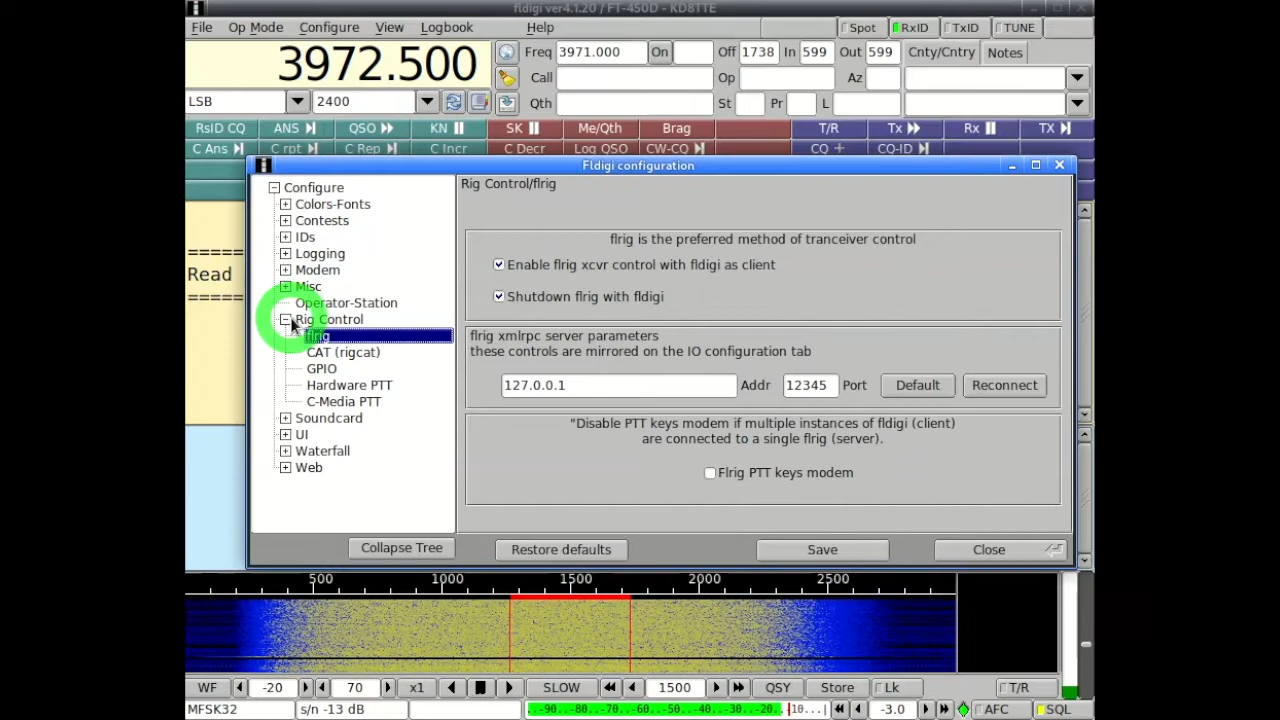 fldigi ver4.1.20 / FT-450D - KD8TTE
File Op Mode Configure View Logbook Help Spot RxID TxID TUNE
3972.500
Freq 3971.000 On Off 1738 In 599 Out 599 Cnty/Cntry Notes
Call Op Az
LSB 2400
Qth St Pr L
RsID CQ ANS QSO KN SK Me/Qth Brag T/R Tx Rx TX
C Ans C rpt C Rep C Incr C Decr Log QSO CW-CQ CQ + CQ-ID
Fldigi configuration
Configure
Colors-Fonts
Contests
IDs
Logging
Modem
Misc
Operator-Station
Rig Control
flrig
CAT (rigcat)
GPIO
Hardware PTT
C-Media PTT
Soundcard
UI
Waterfall
Web
Collapse Tree
=====
Read
=====
Rig Control/flrig
flrig is the preferred method of tranceiver control
Enable flrig xcvr control with fldigi as client
Shutdown flrig with fldigi
flrig xmlrpc server parameters
these controls are mirrored on the IO configuration tab
127.0.0.1 Addr 12345 Port Default Reconnect
"Disable PTT keys modem if multiple instances of fldigi (client)
are connected to a single flrig (server).
Flrig PTT keys modem
Restore defaults Save Close
500 1000 1500 2000 2500
WF -20 70 x1 SLOW 1500 QSY Store Lk T/R
MFSK32 s/n -13 dB -3.0 AFC SQL